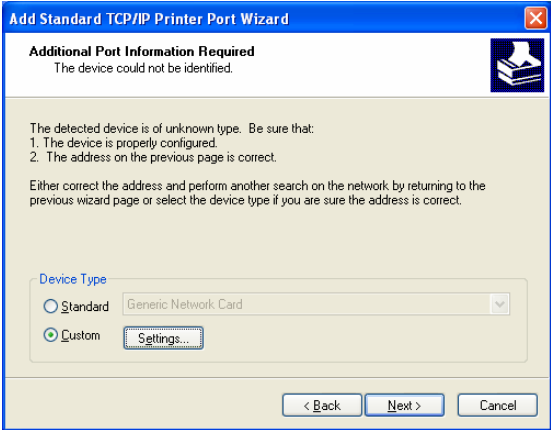 Add Standard TCP/IP Printer Port Wizard
Additional Port Information Required
The device could not be identified.
The detected device is of unknown type. Be sure that:
1. The device is properly configured.
2. The address on the previous page is correct.
Either correct the address and perform another search on the network by returning to the
previous wizard page or select the device type if you are sure the address is correct.
Device Type
Standard Generic Network Card
Custom Settings...
< Back Next > Cancel